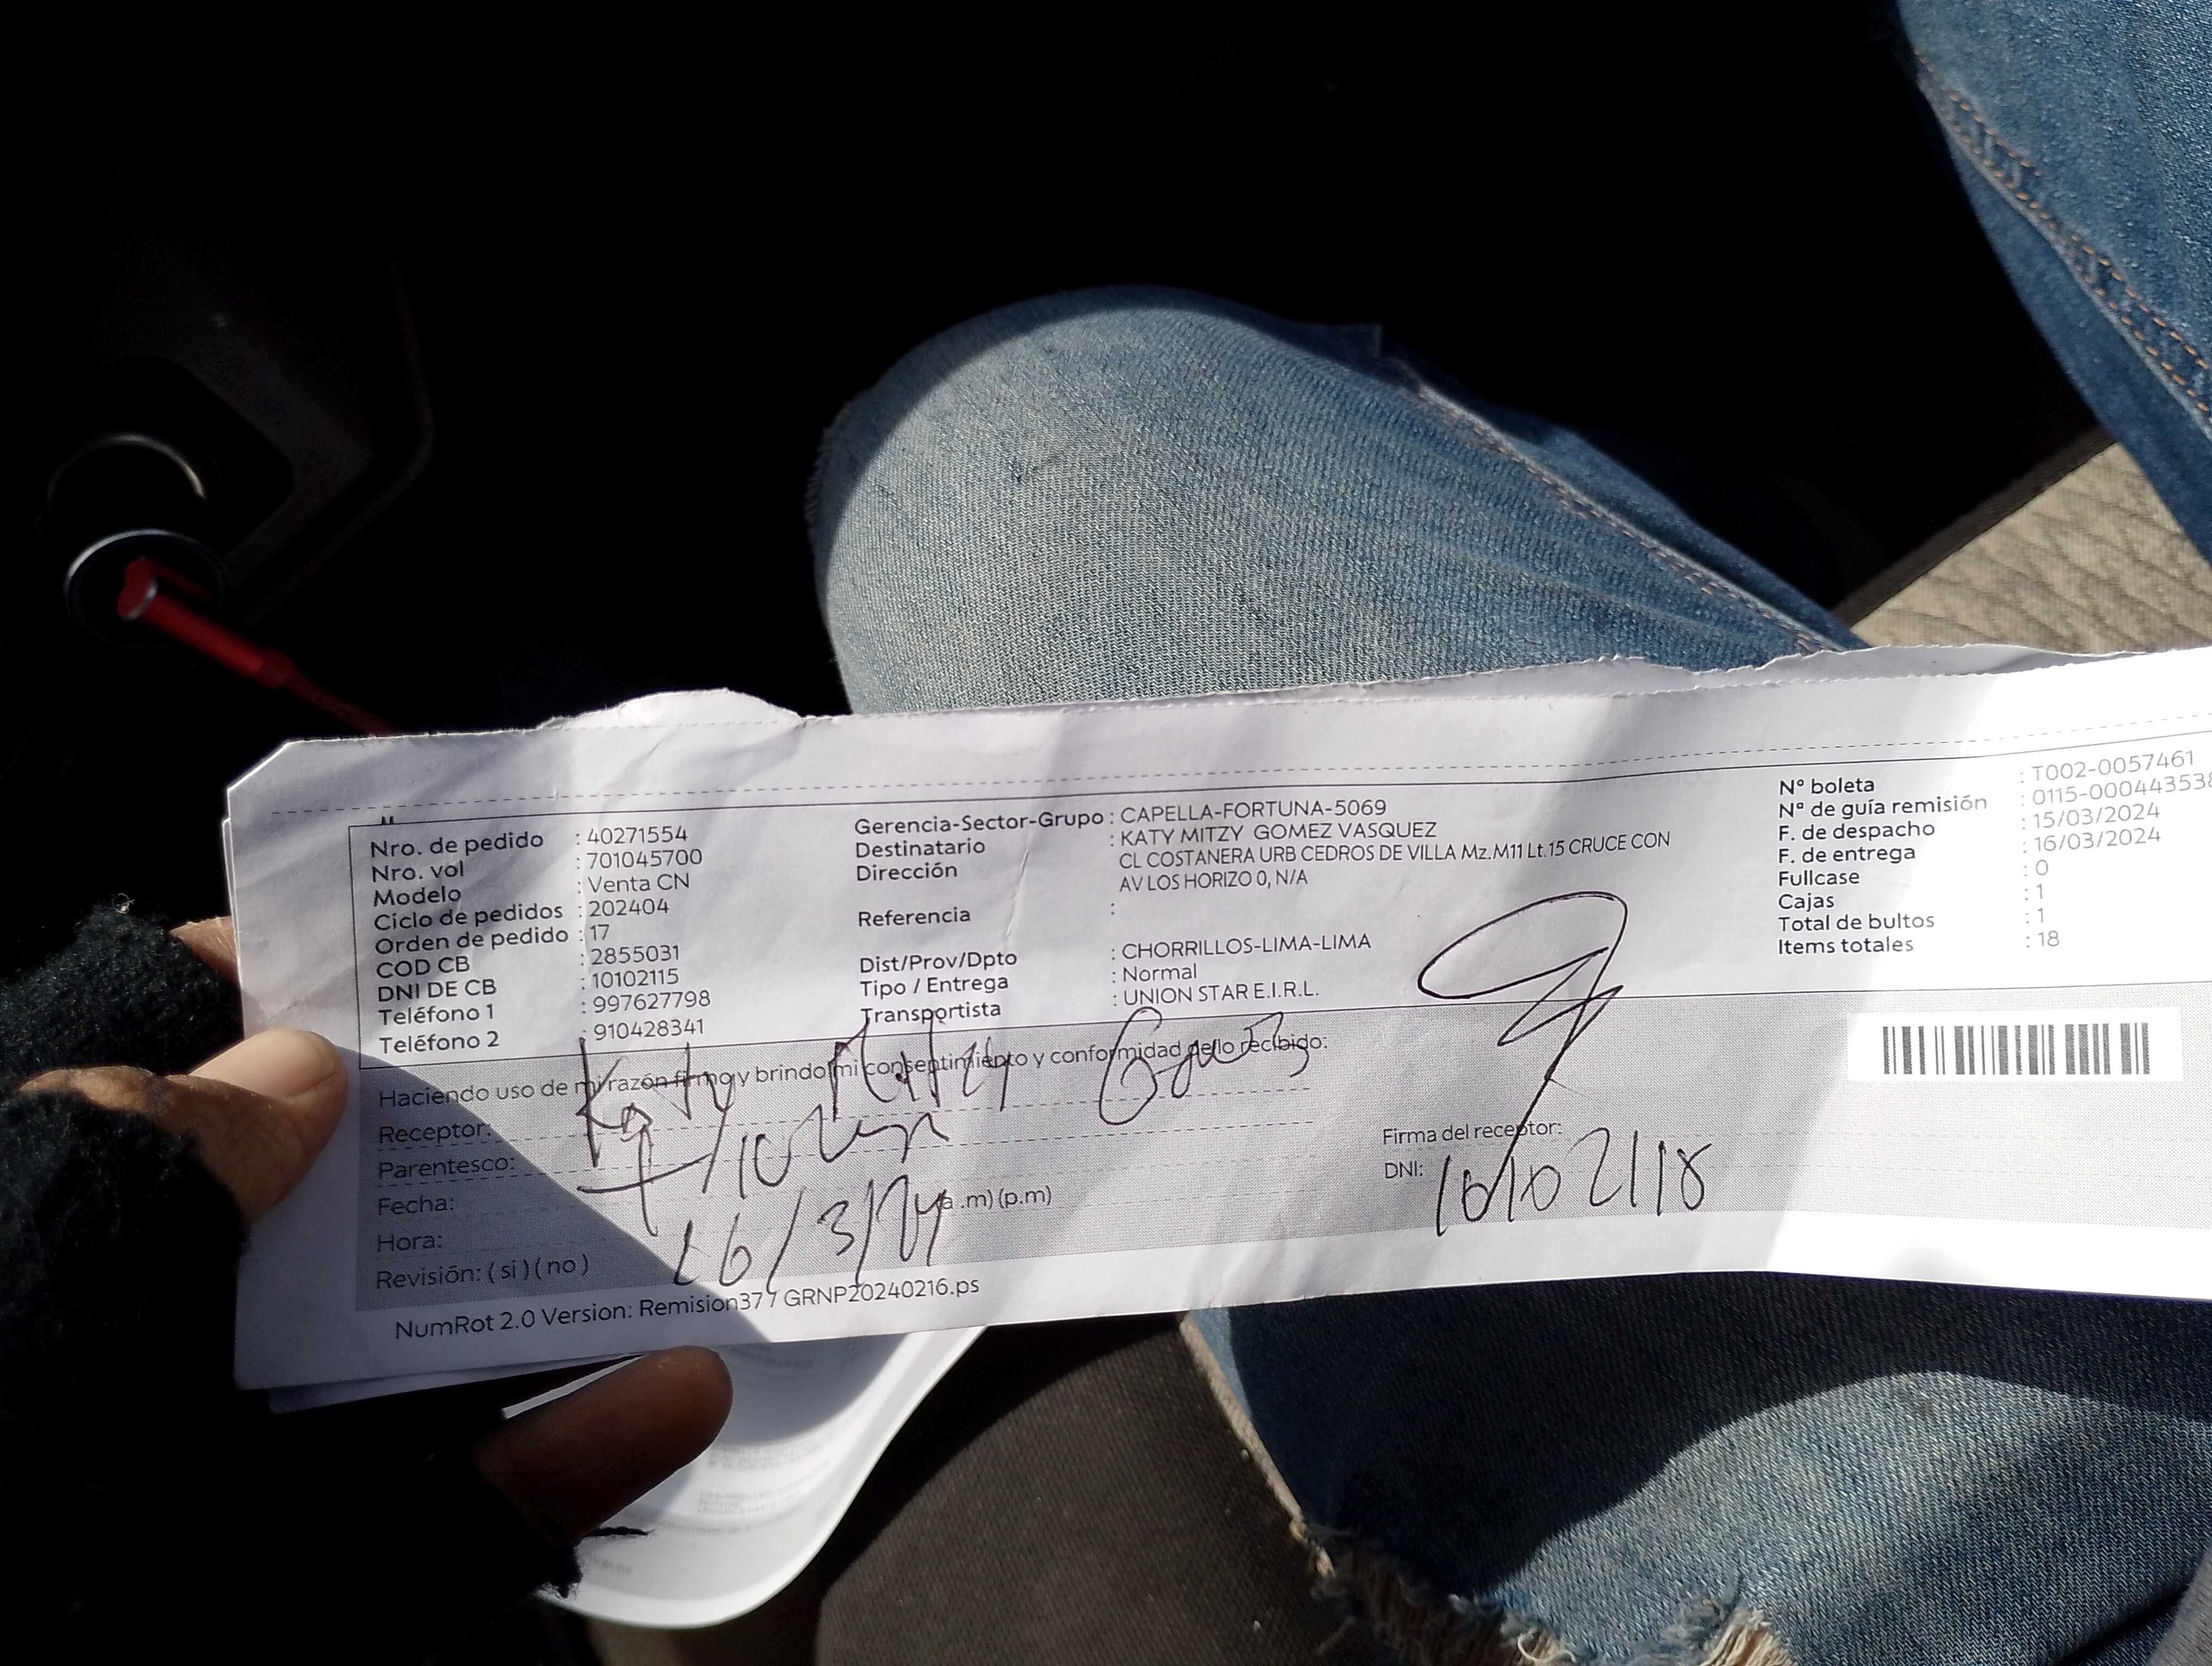 Nro. de pedido : 40271554
Nro. vol : 701045700
Modelo : Venta CN
Ciclo de pedidos : 202404
Orden de pedido : 17
COD CB : 2855031
DNI DE CB : 10102115
Teléfono 1 : 997627798
Teléfono 2 : 910428341
Gerencia-Sector-Grupo : CAPELLA-FORTUNA-5069
Destinatario : KATY MITZY GOMEZ VASQUEZ
Dirección CL COSTANERA URB CEDROS DE VILLA Mz.M11 Lt.15 CRUCE CON
AV LOS HORIZO 0, N/A
Referencia :
Dist/Prov/Dpto : CHORRILLOS-LIMA-LIMA
Tipo / Entrega : Normal
Transportista : UNION STAR E.I.R.L.
Nº boleta : T002-0057461
Nº de guía remisión : 0115-00044353
F. de despacho : 15/03/2024
F. de entrega : 16/03/2024
Fullcase : 0
Cajas : 1
Total de bultos : 1
Items totales : 18
Haciendo uso de mi razón firmo y brindo mi consentimiento y conformidad de lo recibido:
Receptor: Katy Gomez
Parentesco:
Fecha:
Hora: 16/3/24 (a.m) (p.m)
Revisión: ( si ) ( no )
Firma del receptor:
DNI: 10102118
NumRot 2.0 Version: Remision377 GRNP20240216.ps